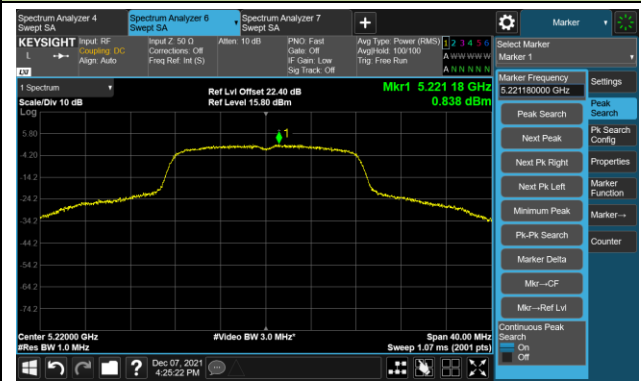 Spectrum Analyzer 4
Swept SA
Spectrum Analyzer 6
Swept SA
Spectrum Analyzer 7
Swept SA
+
Marker
KEYSIGHT
L
LXI
Input: RF
Coupling: DC
Align: Auto
Input Z: 50 Ω
Corrections: Off
Freq Ref: Int (S)
Atten: 10 dB
PNO: Fast
Gate: Off
IF Gain: Low
Sig Track: Off
Avg Type: Power (RMS)
Avg|Hold: 100/100
Trig: Free Run
1 2 3 4 5 6
A W W W W W
A N N N N N
Select Marker
Marker 1
1 Spectrum
Scale/Div 10 dB
Log
Ref Lvl Offset 22.40 dB
Ref Level 15.80 dBm
Mkr1 5.221 18 GHz
0.838 dBm
1
5.80
-4.20
-14.2
-24.2
-34.2
-44.2
-54.2
-64.2
-74.2
Center 5.22000 GHz
#Res BW 1.0 MHz
#Video BW 3.0 MHz*
Span 40.00 MHz
Sweep 1.07 ms (2001 pts)
Marker Frequency
5.221180000 GHz
Peak Search
Next Peak
Next Pk Right
Next Pk Left
Minimum Peak
Pk-Pk Search
Marker Delta
Mkr→CF
Mkr→Ref Lvl
Continuous Peak
Search
On
Off
Settings
Peak
Search
Pk Search
Config
Properties
Marker
Function
Marker→
Counter
?
Dec 07, 2021
4:25:22 PM